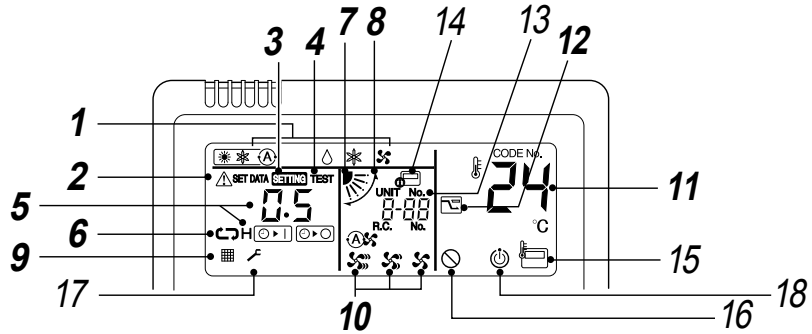 3 4 7 8 14 13 12
1
CODE No.
2 SET DATA SETTING TEST
UNIT No.
24 11
5 0.5
8-88
R.C. No.
°C
6 H
A
9
15
17 10 16 18